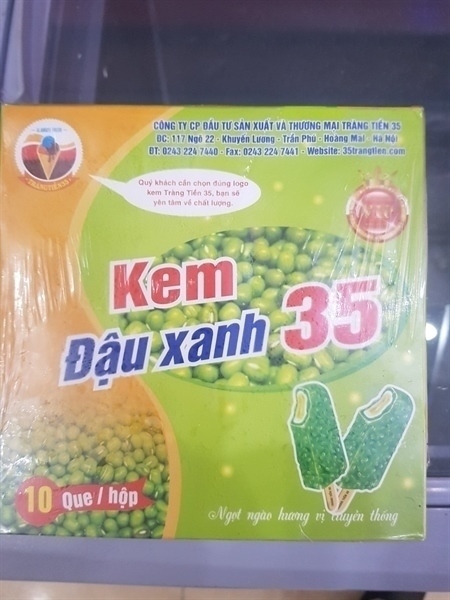 CÔNG TY CP ĐẦU TƯ SẢN XUẤT VÀ THƯƠNG MẠI TRÀNG TIỀN 35
ĐC: 117 Ngõ 22 - Khuyến Lương - Trần Phú - Hoàng Mai - Hà Nội
ĐT: 0243 224 7440 - Fax: 0243 224 7441 - Website: 35trangtien.com
TRÀNG TIỀN 35
Quý khách cần chọn đúng logo
kem Tràng Tiền 35, bạn sẽ
yên tâm về chất lượng.
Kem
Đậu xanh 35
10 Que / hộp
Ngọt ngào hương vị truyền thống